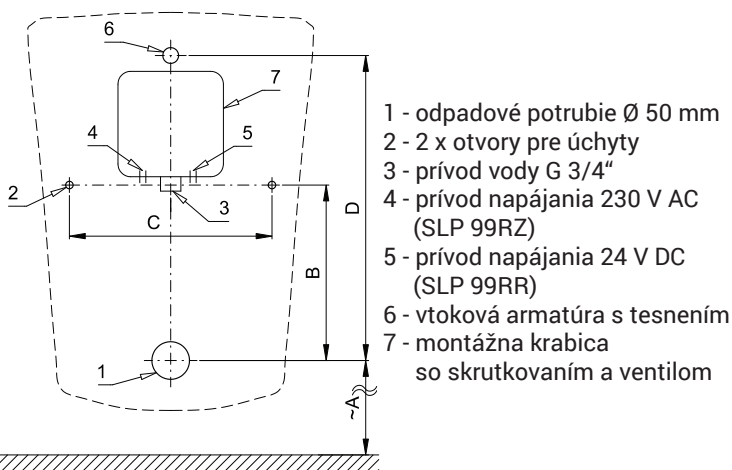 6
7
4
5
2
3
C
D
B
1
~A
1 - odpadové potrubie Ø 50 mm
2 - 2 x otvory pre úchyty
3 - prívod vody G 3/4“
4 - prívod napájania 230 V AC
(SLP 99RZ)
5 - prívod napájania 24 V DC
(SLP 99RR)
6 - vtoková armatúra s tesnením
7 - montážna krabica
so skrutkovaním a ventilom